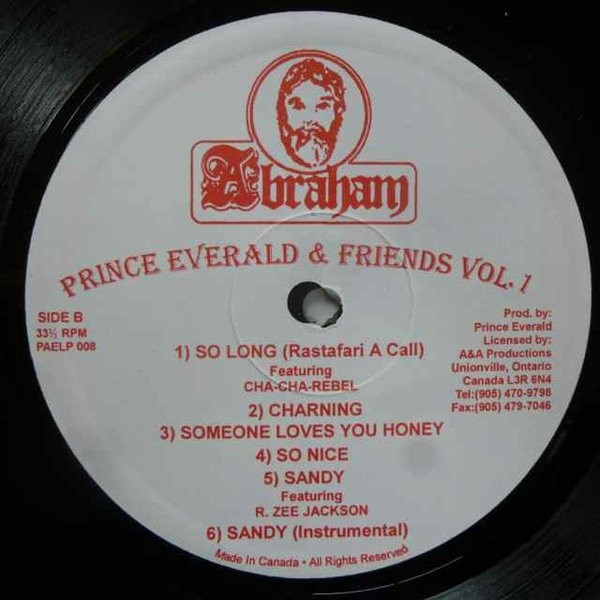 Abraham
PRINCE EVERALD & FRIENDS VOL. 1
SIDE B
33⅓ RPM
PAELP 008
Prod. by:
Prince Everald
Licensed by:
A&A Productions
Unionville, Ontario
Canada L3R 6N4
Tel:(905) 470-9798
Fax:(905) 479-7046
1) SO LONG (Rastafari A Call)
Featuring
CHA-CHA-REBEL
2) CHARNING
3) SOMEONE LOVES YOU HONEY
4) SO NICE
5) SANDY
Featuring
R. ZEE JACKSON
6) SANDY (Instrumental)
Made In Canada • All Rights Reserved